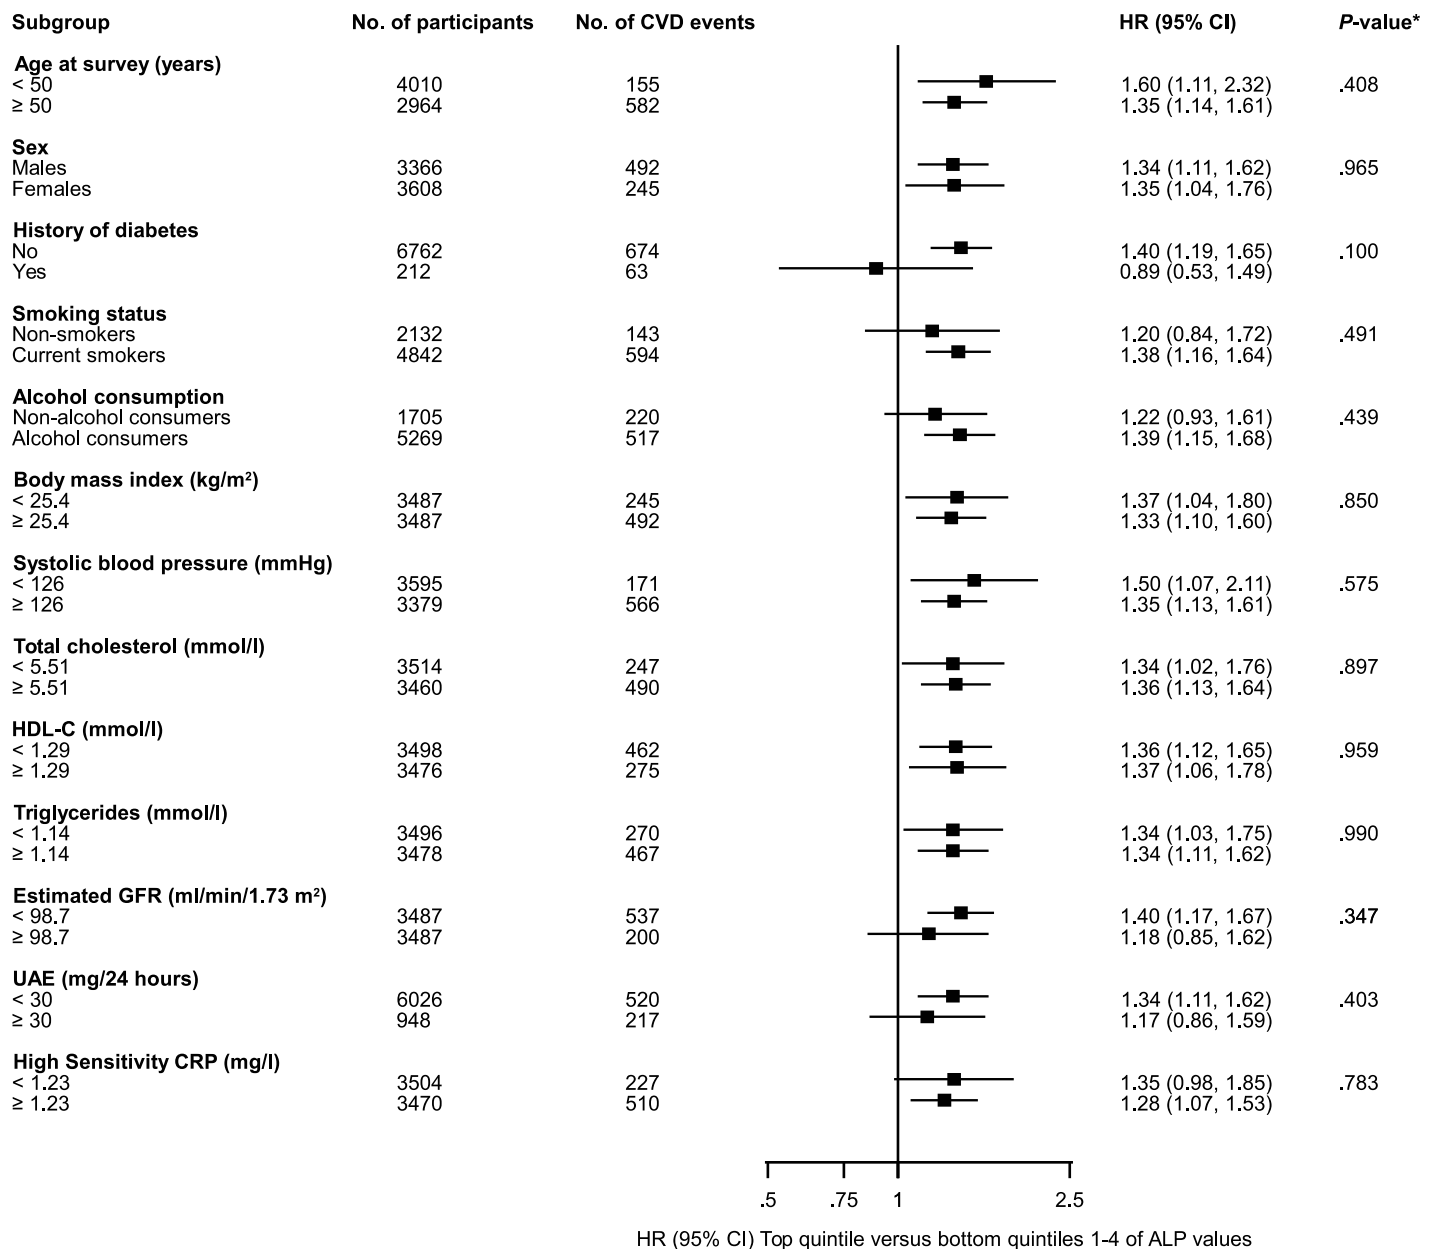 Subgroup No. of participants No. of CVD events HR (95% CI) P-value*
Age at survey (years)
< 50 4010 155 1.60 (1.11, 2.32) .408
≥ 50 2964 582 1.35 (1.14, 1.61)
Sex
Males 3366 492 1.34 (1.11, 1.62) .965
Females 3608 245 1.35 (1.04, 1.76)
History of diabetes
No 6762 674 1.40 (1.19, 1.65) .100
Yes 212 63 0.89 (0.53, 1.49)
Smoking status
Non-smokers 2132 143 1.20 (0.84, 1.72) .491
Current smokers 4842 594 1.38 (1.16, 1.64)
Alcohol consumption
Non-alcohol consumers 1705 220 1.22 (0.93, 1.61) .439
Alcohol consumers 5269 517 1.39 (1.15, 1.68)
Body mass index (kg/m²)
< 25.4 3487 245 1.37 (1.04, 1.80) .850
≥ 25.4 3487 492 1.33 (1.10, 1.60)
Systolic blood pressure (mmHg)
< 126 3595 171 1.50 (1.07, 2.11) .575
≥ 126 3379 566 1.35 (1.13, 1.61)
Total cholesterol (mmol/l)
< 5.51 3514 247 1.34 (1.02, 1.76) .897
≥ 5.51 3460 490 1.36 (1.13, 1.64)
HDL-C (mmol/l)
< 1.29 3498 462 1.36 (1.12, 1.65) .959
≥ 1.29 3476 275 1.37 (1.06, 1.78)
Triglycerides (mmol/l)
< 1.14 3496 270 1.34 (1.03, 1.75) .990
≥ 1.14 3478 467 1.34 (1.11, 1.62)
Estimated GFR (ml/min/1.73 m²)
< 98.7 3487 537 1.40 (1.17, 1.67) .347
≥ 98.7 3487 200 1.18 (0.85, 1.62)
UAE (mg/24 hours)
< 30 6026 520 1.34 (1.11, 1.62) .403
≥ 30 948 217 1.17 (0.86, 1.59)
High Sensitivity CRP (mg/l)
< 1.23 3504 227 1.35 (0.98, 1.85) .783
≥ 1.23 3470 510 1.28 (1.07, 1.53)
.5 .75 1 2.5
HR (95% CI) Top quintile versus bottom quintiles 1-4 of ALP values